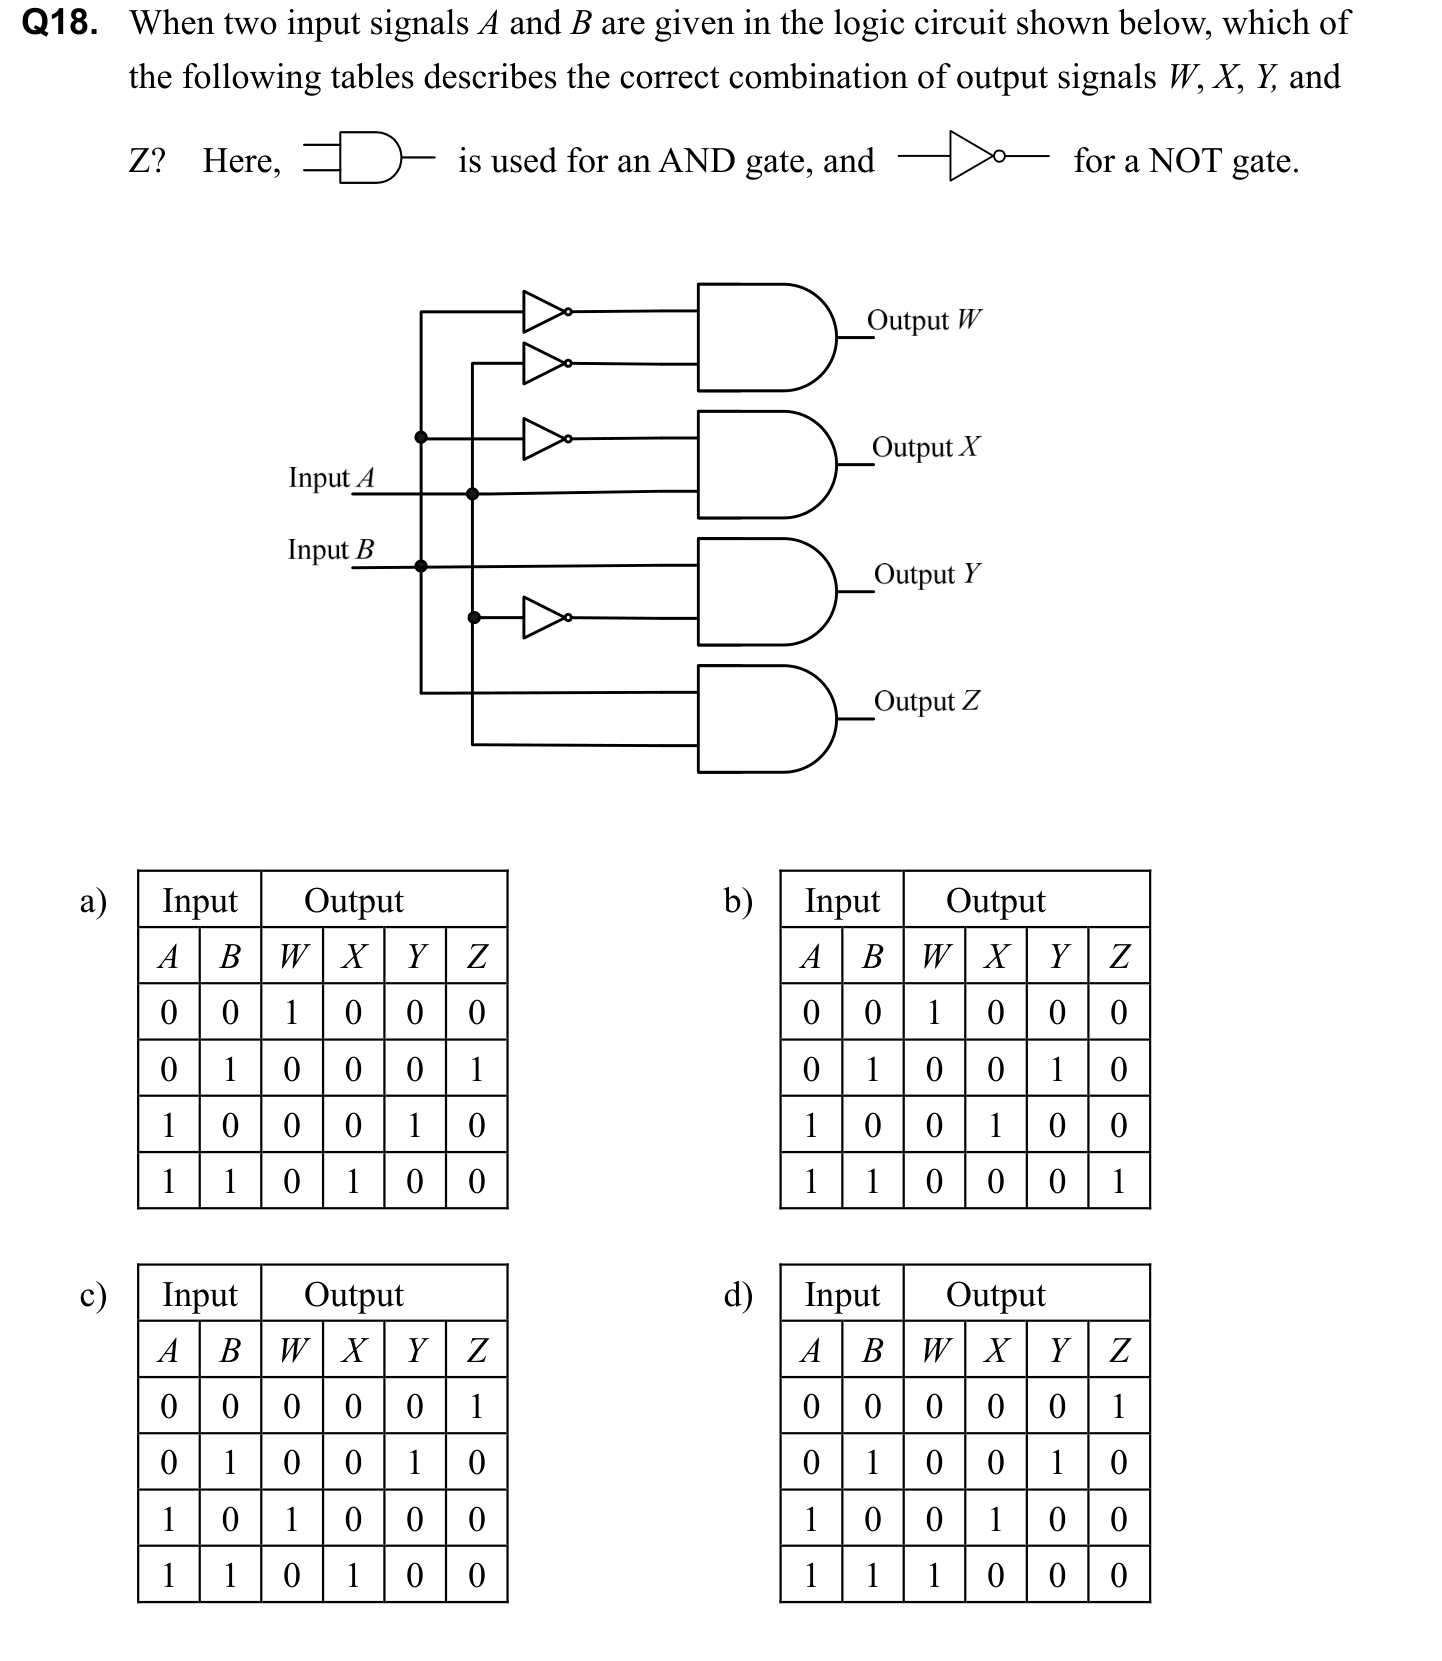 Q18. When two input signals A and B are given in the logic circuit shown below, which of
the following tables describes the correct combination of output signals W, X, Y, and
Z? Here, is used for an AND gate, and for a NOT gate.
Output W
Output X
Input A
Input B
Output Y
Output Z
a)
Input Output
A B W X Y Z
0 0 1 0 0 0
0 1 0 0 0 1
1 0 0 0 1 0
1 1 0 1 0 0
b)
Input Output
A B W X Y Z
0 0 1 0 0 0
0 1 0 0 1 0
1 0 0 1 0 0
1 1 0 0 0 1
c)
Input Output
A B W X Y Z
0 0 0 0 0 1
0 1 0 0 1 0
1 0 1 0 0 0
1 1 0 1 0 0
d)
Input Output
A B W X Y Z
0 0 0 0 0 1
0 1 0 0 1 0
1 0 0 1 0 0
1 1 1 0 0 0